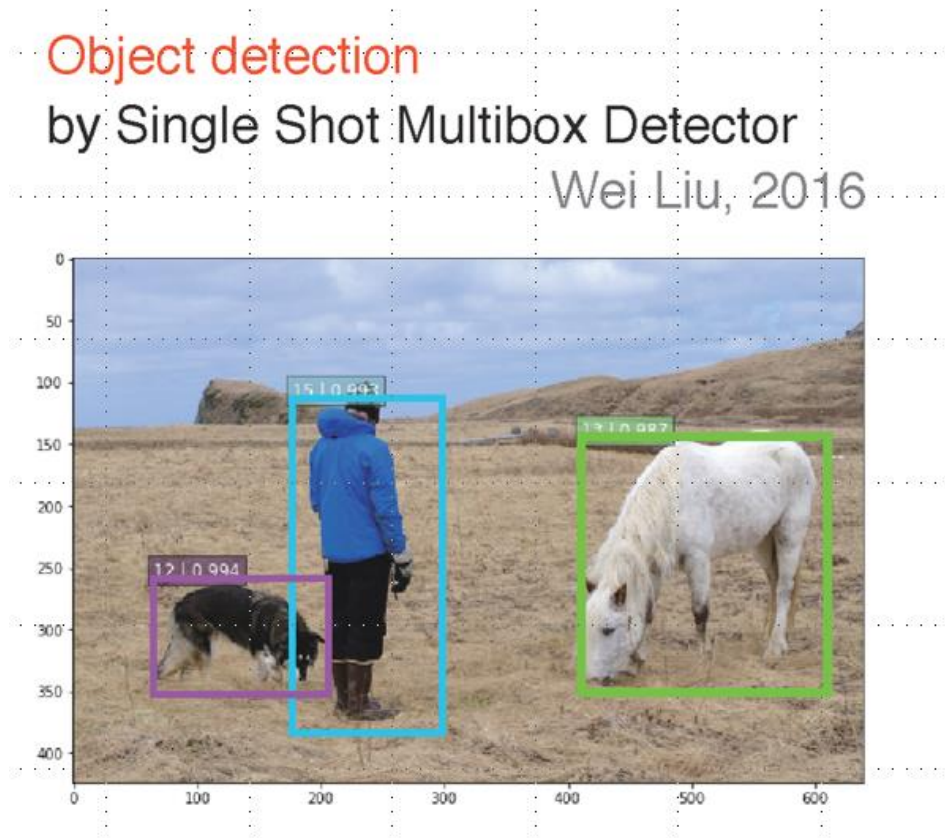 Object detection
by Single Shot Multibox Detector
Wei Liu, 2016
0
50
100
15 | 0.993
13 | 0.987
150
200
250
12 | 0.994
300
350
400
0 100 200 300 400 500 600